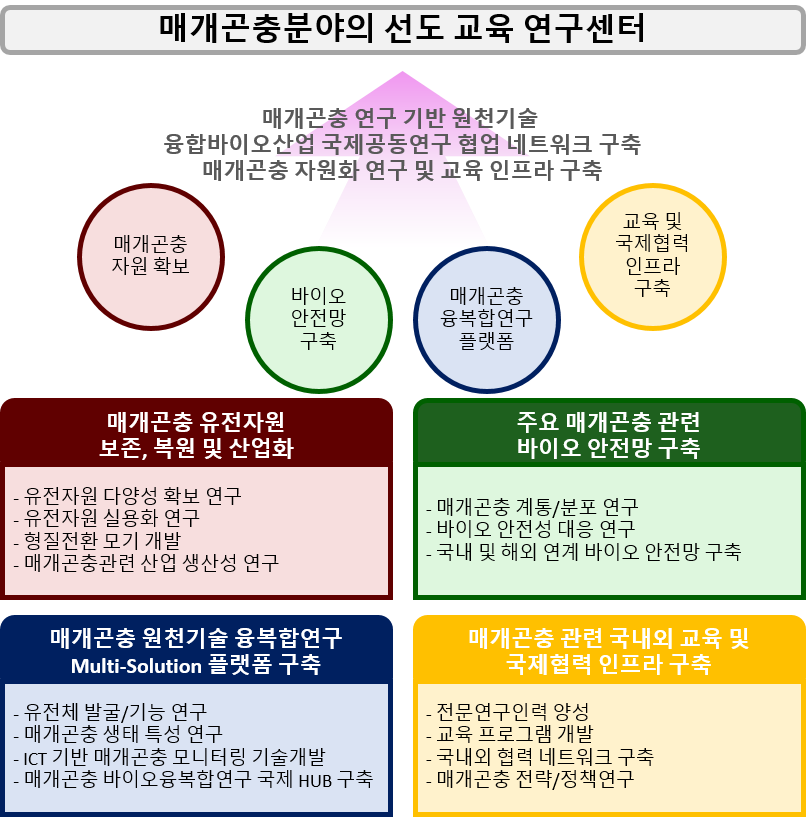 매개곤충분야의 선도 교육 연구센터
매개곤충 연구 기반 원천기술
융합바이오산업 국제공동연구 협업 네트워크 구축
매개곤충 자원화 연구 및 교육 인프라 구축
매개곤충
자원 확보
바이오
안전망
구축
매개곤충
융복합연구
플랫폼
교육 및
국제협력
인프라
구축
매개곤충 유전자원
보존, 복원 및 산업화
- 유전자원 다양성 확보 연구
- 유전자원 실용화 연구
- 형질전환 모기 개발
- 매개곤충관련 산업 생산성 연구
주요 매개곤충 관련
바이오 안전망 구축
- 매개곤충 계통/분포 연구
- 바이오 안전성 대응 연구
- 국내 및 해외 연계 바이오 안전망 구축
매개곤충 원천기술 융복합연구
Multi-Solution 플랫폼 구축
- 유전체 발굴/기능 연구
- 매개곤충 생태 특성 연구
- ICT 기반 매개곤충 모니터링 기술개발
- 매개곤충 바이오융복합연구 국제 HUB 구축
매개곤충 관련 국내외 교육 및
국제협력 인프라 구축
- 전문연구인력 양성
- 교육 프로그램 개발
- 국내외 협력 네트워크 구축
- 매개곤충 전략/정책연구